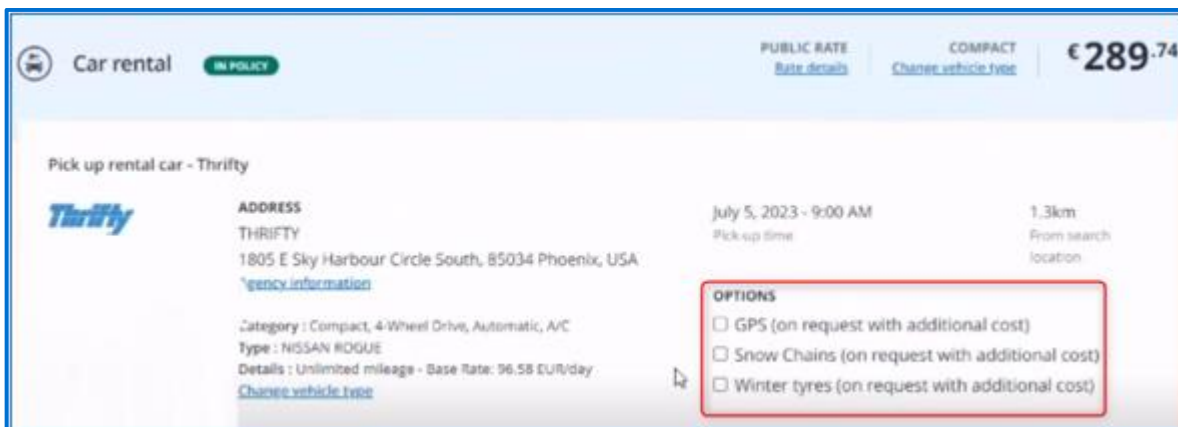 Car rental IN POLICY
PUBLIC RATE
Rate details
COMPACT
Change vehicle type
€289.74
Pick up rental car - Thrifty
Thrifty
ADDRESS
THRIFTY
1805 E Sky Harbour Circle South, 85034 Phoenix, USA
gency information
Category : Compact, 4-Wheel Drive, Automatic, A/C
Type : NISSAN ROGUE
Details : Unlimited mileage - Base Rate: 96.58 EUR/day
Change vehicle type
July 5, 2023 - 9:00 AM
Pick up time
1.3km
From search
location
OPTIONS
GPS (on request with additional cost)
Snow Chains (on request with additional cost)
Winter tyres (on request with additional cost)